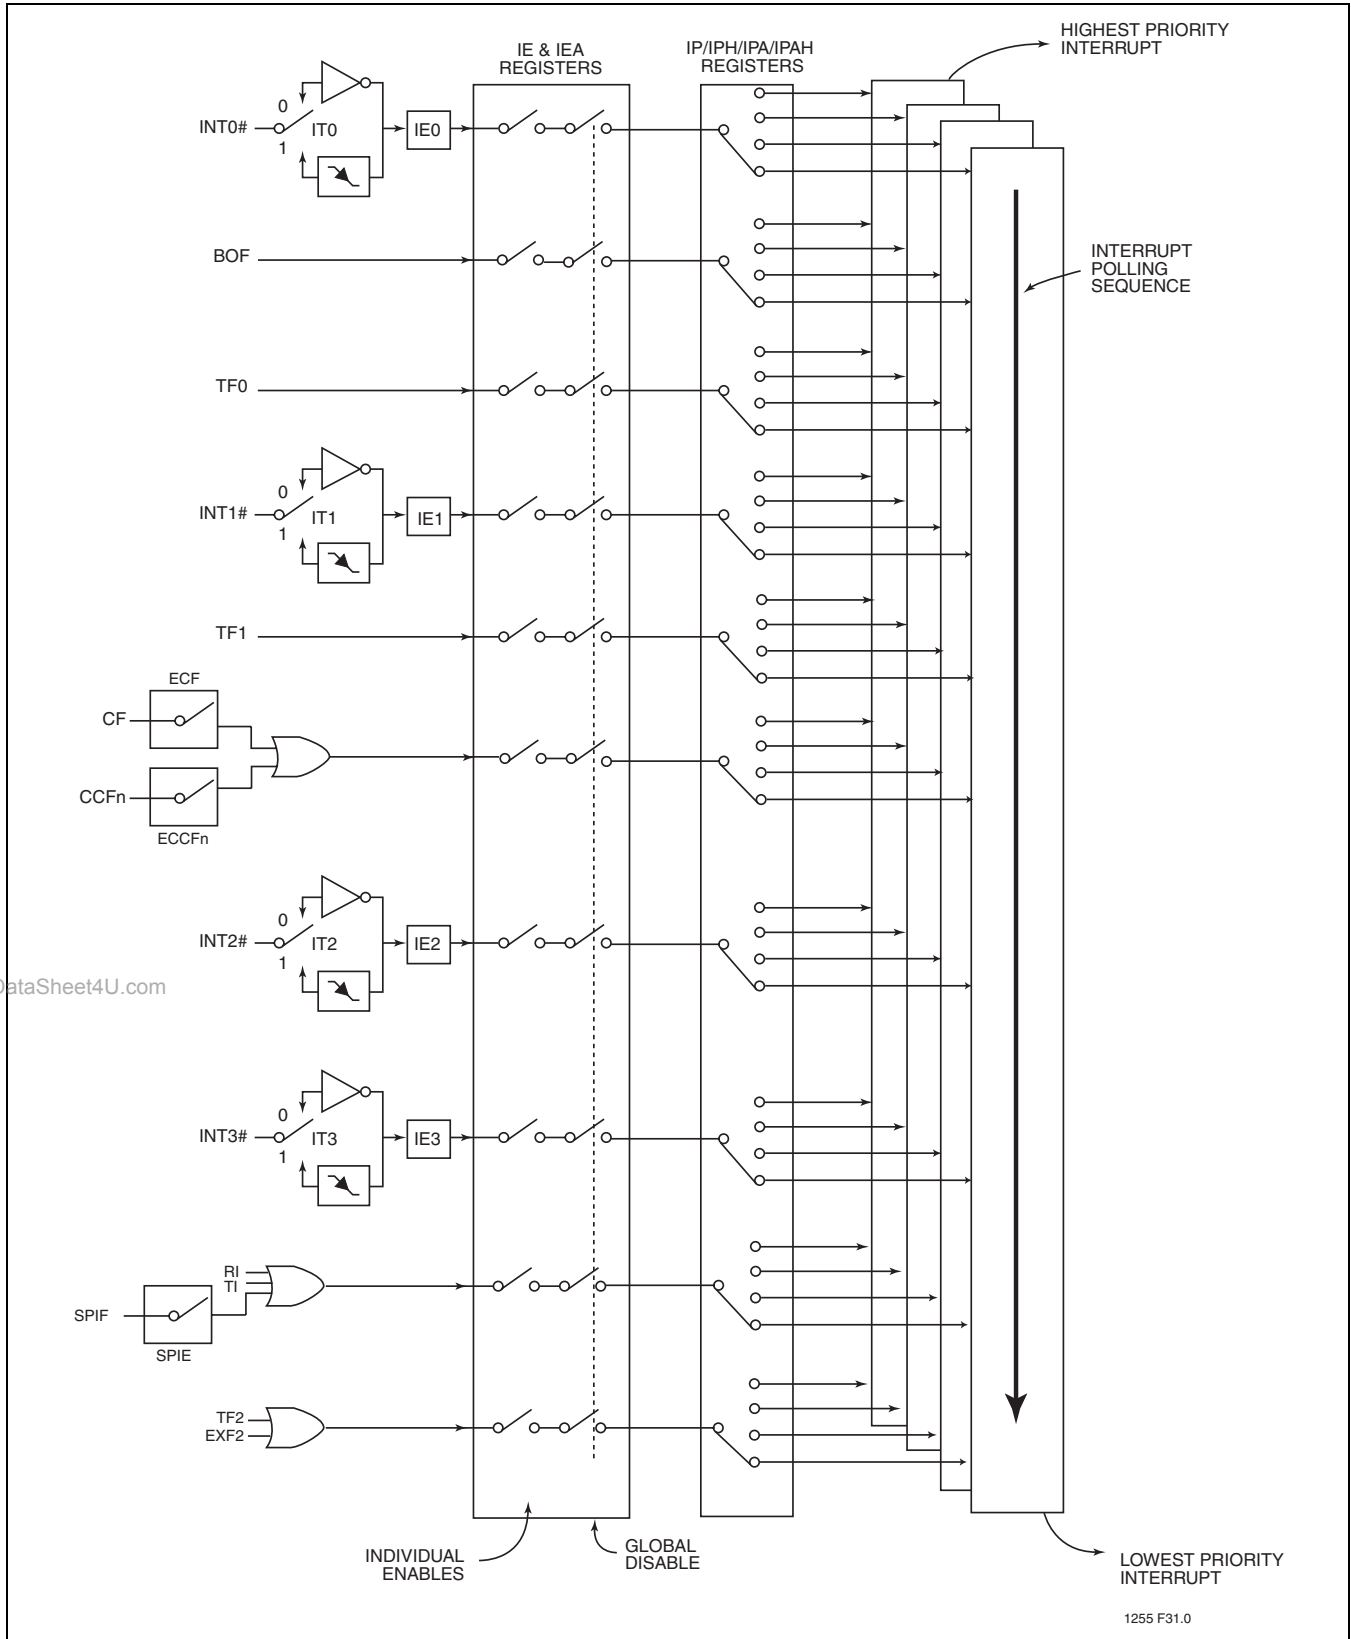 HIGHEST PRIORITY
INTERRUPT
IE & IEA
REGISTERS
IP/IPH/IPA/IPAH
REGISTERS
INT0#
0
1
IT0
IE0
BOF
INTERRUPT
POLLING
SEQUENCE
TF0
INT1#
0
1
IT1
IE1
TF1
ECF
CF
CCFn
ECCFn
INT2#
0
1
IT2
IE2
DataSheet4U.com
INT3#
0
1
IT3
IE3
RI
TI
SPIF
SPIE
TF2
EXF2
INDIVIDUAL
ENABLES
GLOBAL
DISABLE
LOWEST PRIORITY
INTERRUPT
1255 F31.0